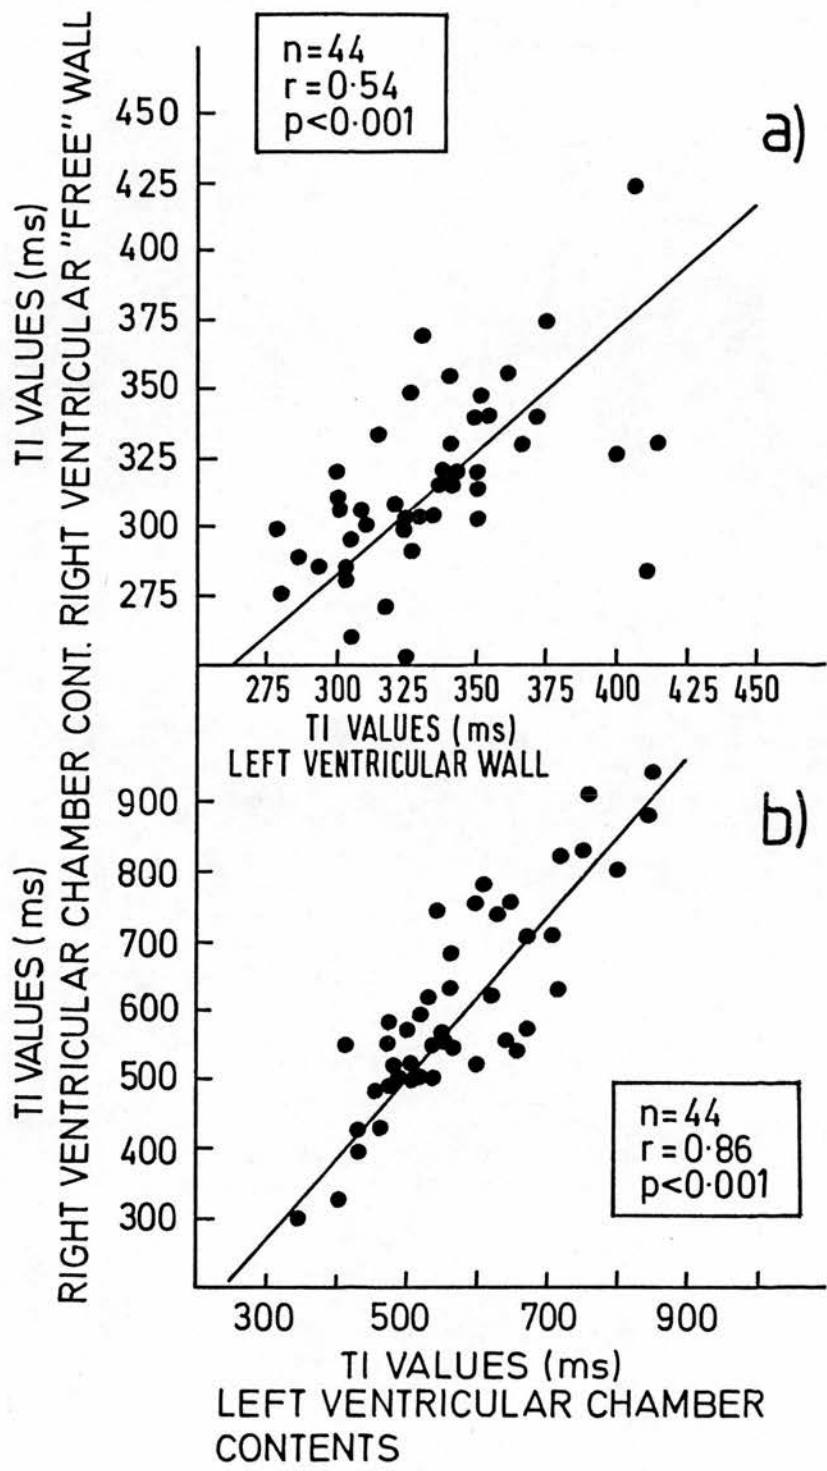 n=44
r=0·54
p<0·001
a)
TI VALUES (ms)
RIGHT VENTRICULAR "FREE" WALL
450
425
400
375
350
325
300
275
275 300 325 350 375 400 425 450
TI VALUES (ms)
LEFT VENTRICULAR WALL
b)
TI VALUES (ms)
RIGHT VENTRICULAR CHAMBER CONT.
900
800
700
600
500
400
300
n=44
r=0·86
p<0·001
300 500 700 900
TI VALUES (ms)
LEFT VENTRICULAR CHAMBER
CONTENTS